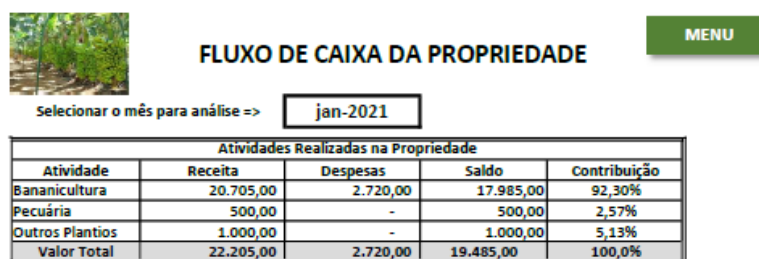 MENU
FLUXO DE CAIXA DA PROPRIEDADE
Selecionar o mês para análise => jan-2021
Atividades Realizadas na Propriedade
Atividade Receita Despesas Saldo Contribuição
Bananicultura 20.705,00 2.720,00 17.985,00 92,30%
Pecuária 500,00 - 500,00 2,57%
Outros Plantios 1.000,00 - 1.000,00 5,13%
Valor Total 22.205,00 2.720,00 19.485,00 100,0%